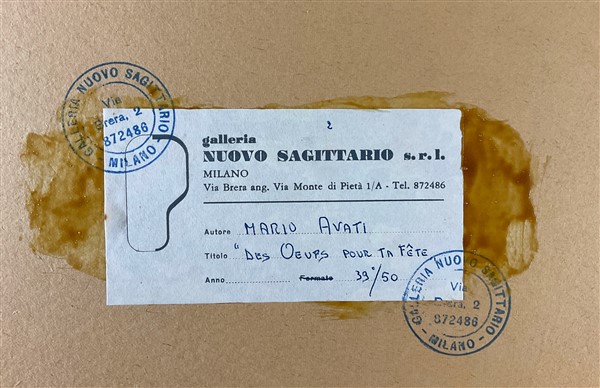 GALLERIA NUOVO SAGITTARIO
Via
Brera, 2
872486
- MILANO -
2
galleria
NUOVO SAGITTARIO s.r.l.
MILANO
Via Brera ang. Via Monte di Pietà 1/A - Tel. 872486
Autore MARIO AVATI
Titolo "DES OEUFS POUR TA FÊTE
Anno Formato 39/50
GALLERIA NUOVO SAGITTARIO
Via
Brera, 2
872486
- MILANO -